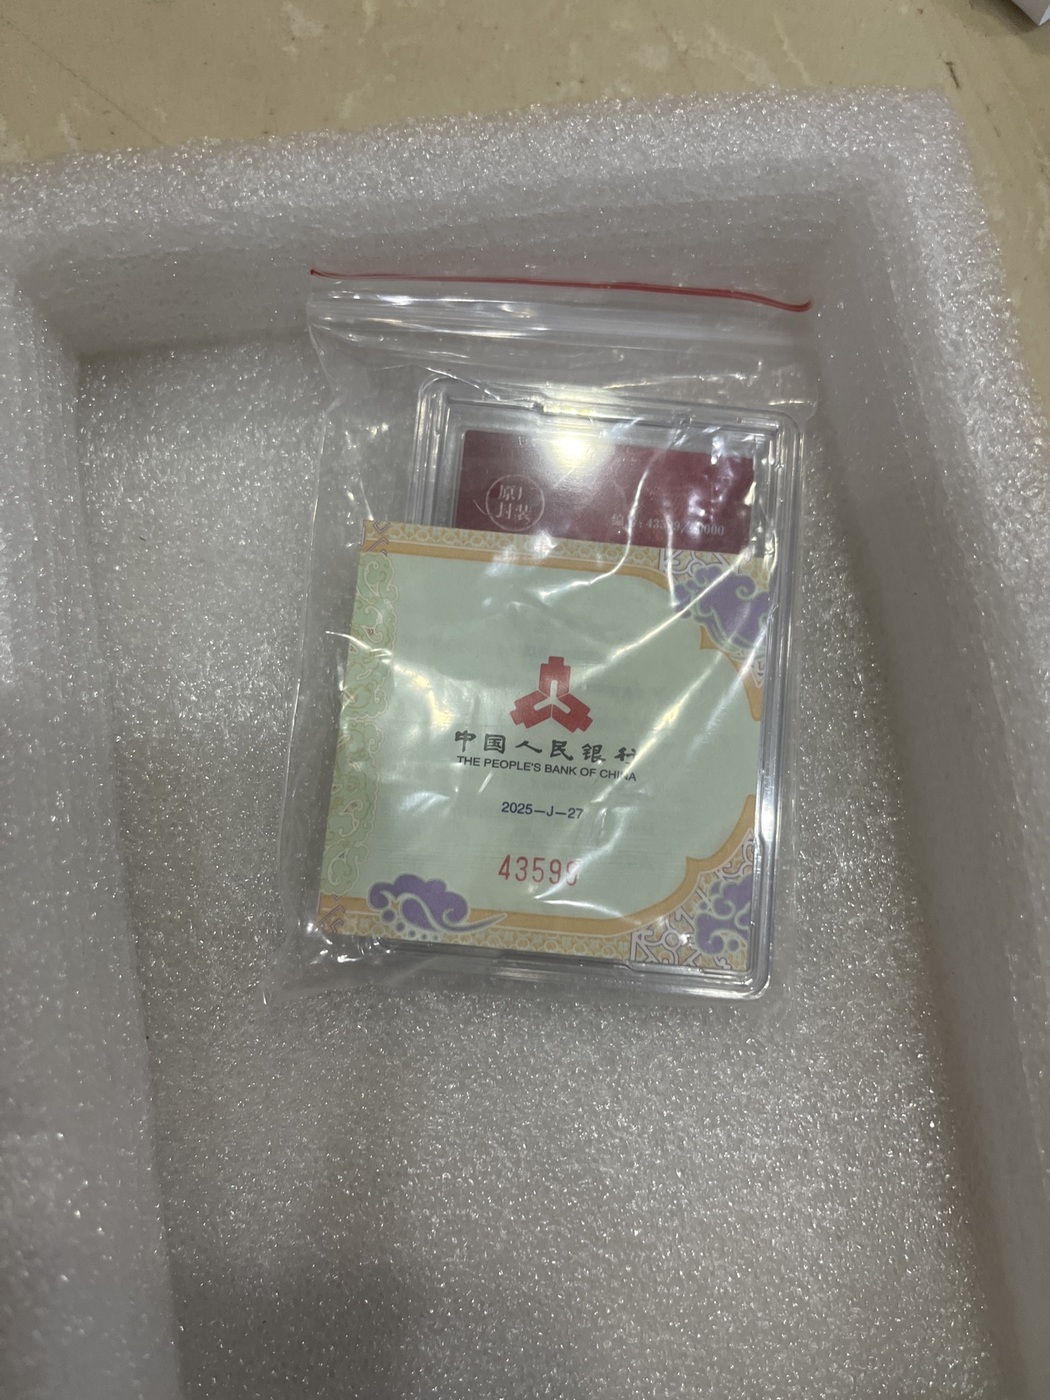 原厂
封装
中国人民银行
THE PEOPLE'S BANK OF CHINA
2025-J-27
43599